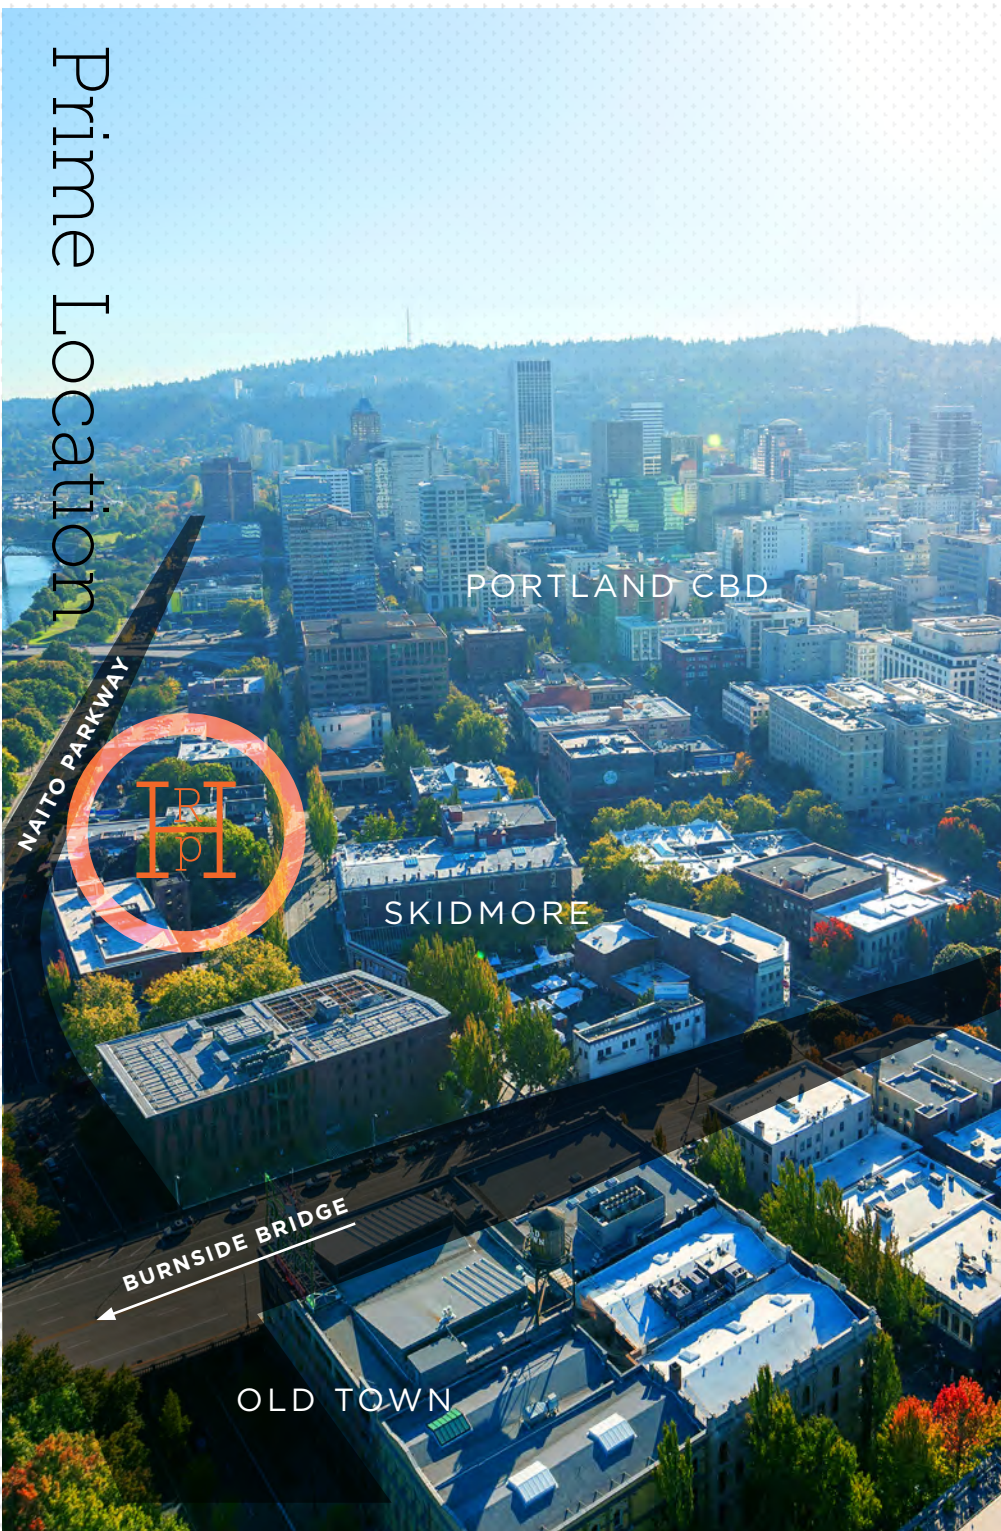 Prime Location
PORTLAND CBD
NAITO PARKWAY
H
R
p
SKIDMORE
BURNSIDE BRIDGE
OLD TOWN